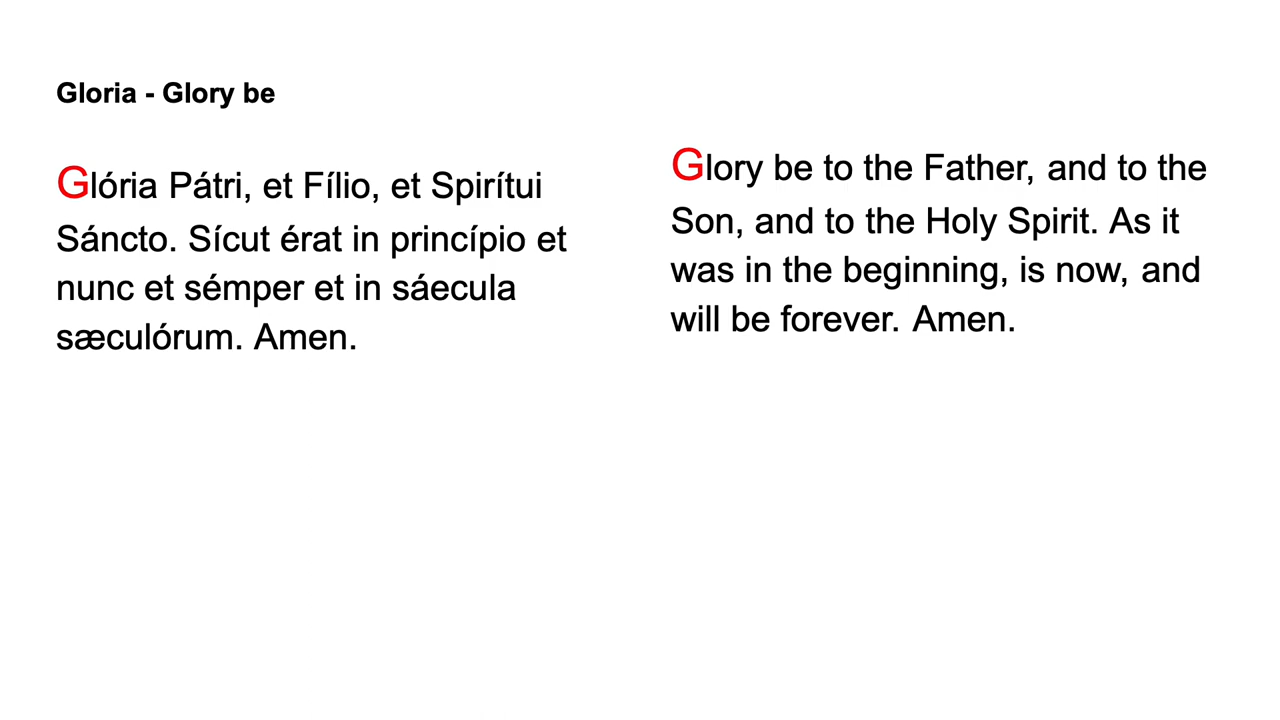 Gloria - Glory be
Glória Pátri, et Fílio, et Spirítui
Sáncto. Sícut érat in princípio et
nunc et sémper et in sáecula
sæculórum. Amen.
Glory be to the Father, and to the
Son, and to the Holy Spirit. As it
was in the beginning, is now, and
will be forever. Amen.